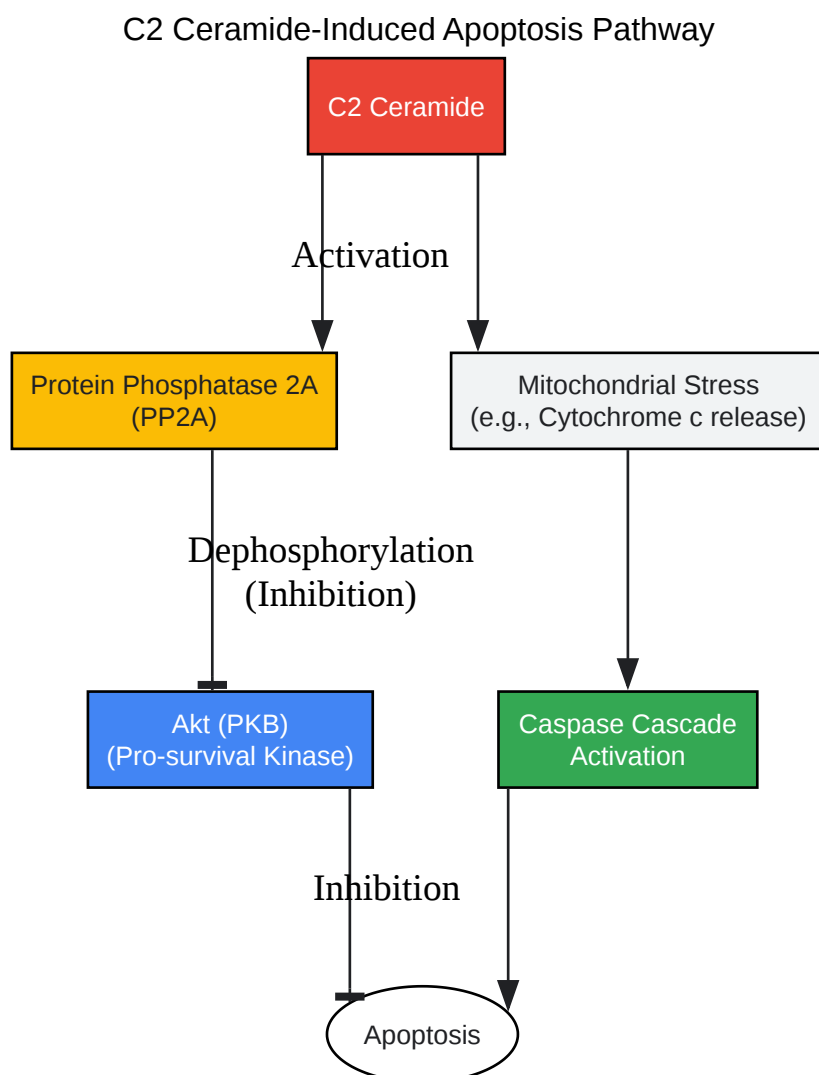 C2 Ceramide-Induced Apoptosis Pathway
C2 Ceramide
Activation
Protein Phosphatase 2A
(PP2A)
Mitochondrial Stress
(e.g., Cytochrome c release)
Dephosphorylation
(Inhibition)
Akt (PKB)
(Pro-survival Kinase)
Caspase Cascade
Activation
Inhibition
Apoptosis